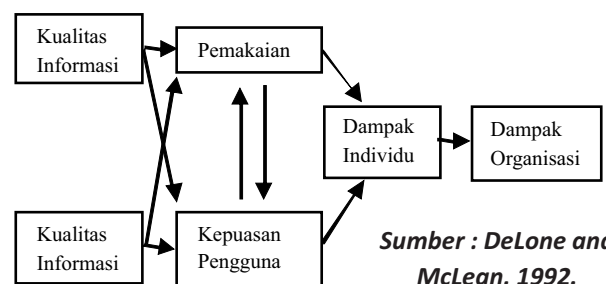 Kualitas
Informasi
Pemakaian
Dampak
Individu
Dampak
Organisasi
Kualitas
Informasi
Kepuasan
Pengguna
Sumber : DeLone and
McLean, 1992.